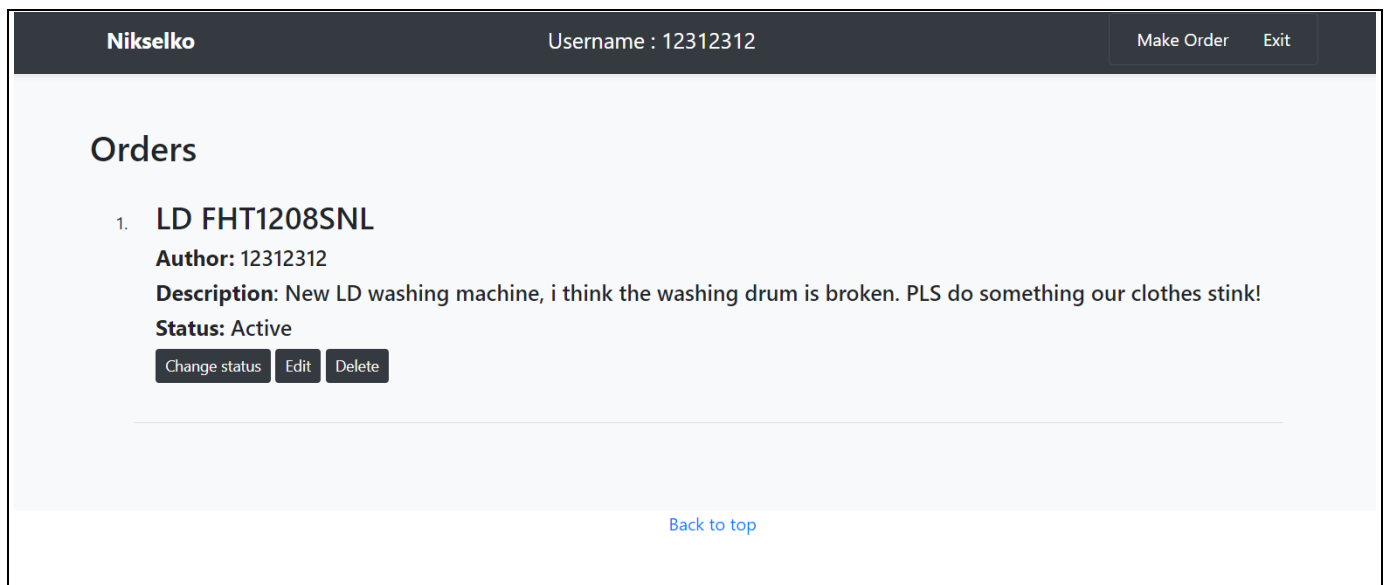 Nikselko Username : 12312312 Make Order Exit
Orders
1. LD FHT1208SNL
Author: 12312312
Description: New LD washing machine, i think the washing drum is broken. PLS do something our clothes stink!
Status: Active
Change status Edit Delete
Back to top